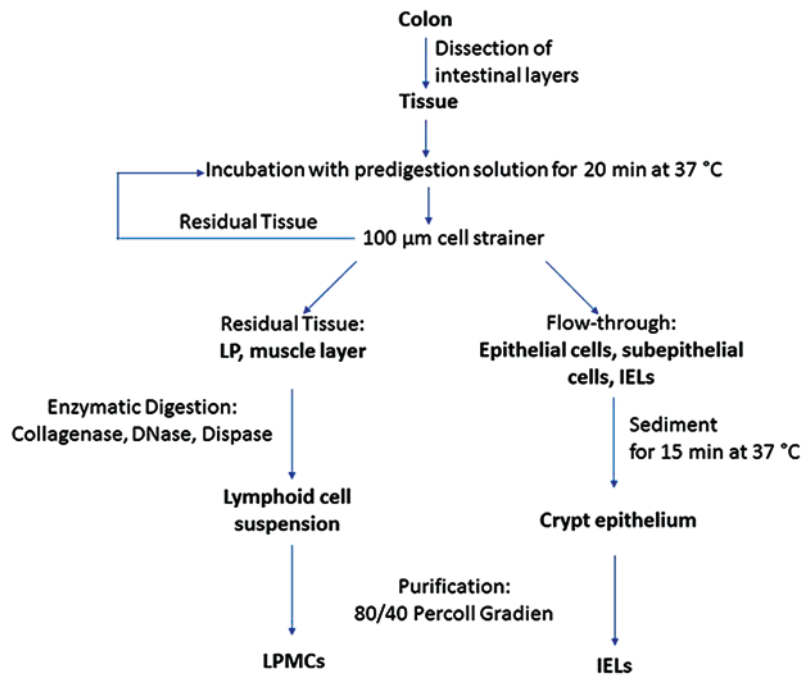 Colon
Dissection of
intestinal layers
Tissue
Incubation with predigestion solution for 20 min at 37 °C
Residual Tissue
100 µm cell strainer
Residual Tissue:
LP, muscle layer
Flow-through:
Epithelial cells, subepithelial
cells, IELs
Enzymatic Digestion:
Collagenase, DNase, Dispase
Sediment
for 15 min at 37 °C
Lymphoid cell
suspension
Crypt epithelium
Purification:
80/40 Percoll Gradien
LPMCs
IELs